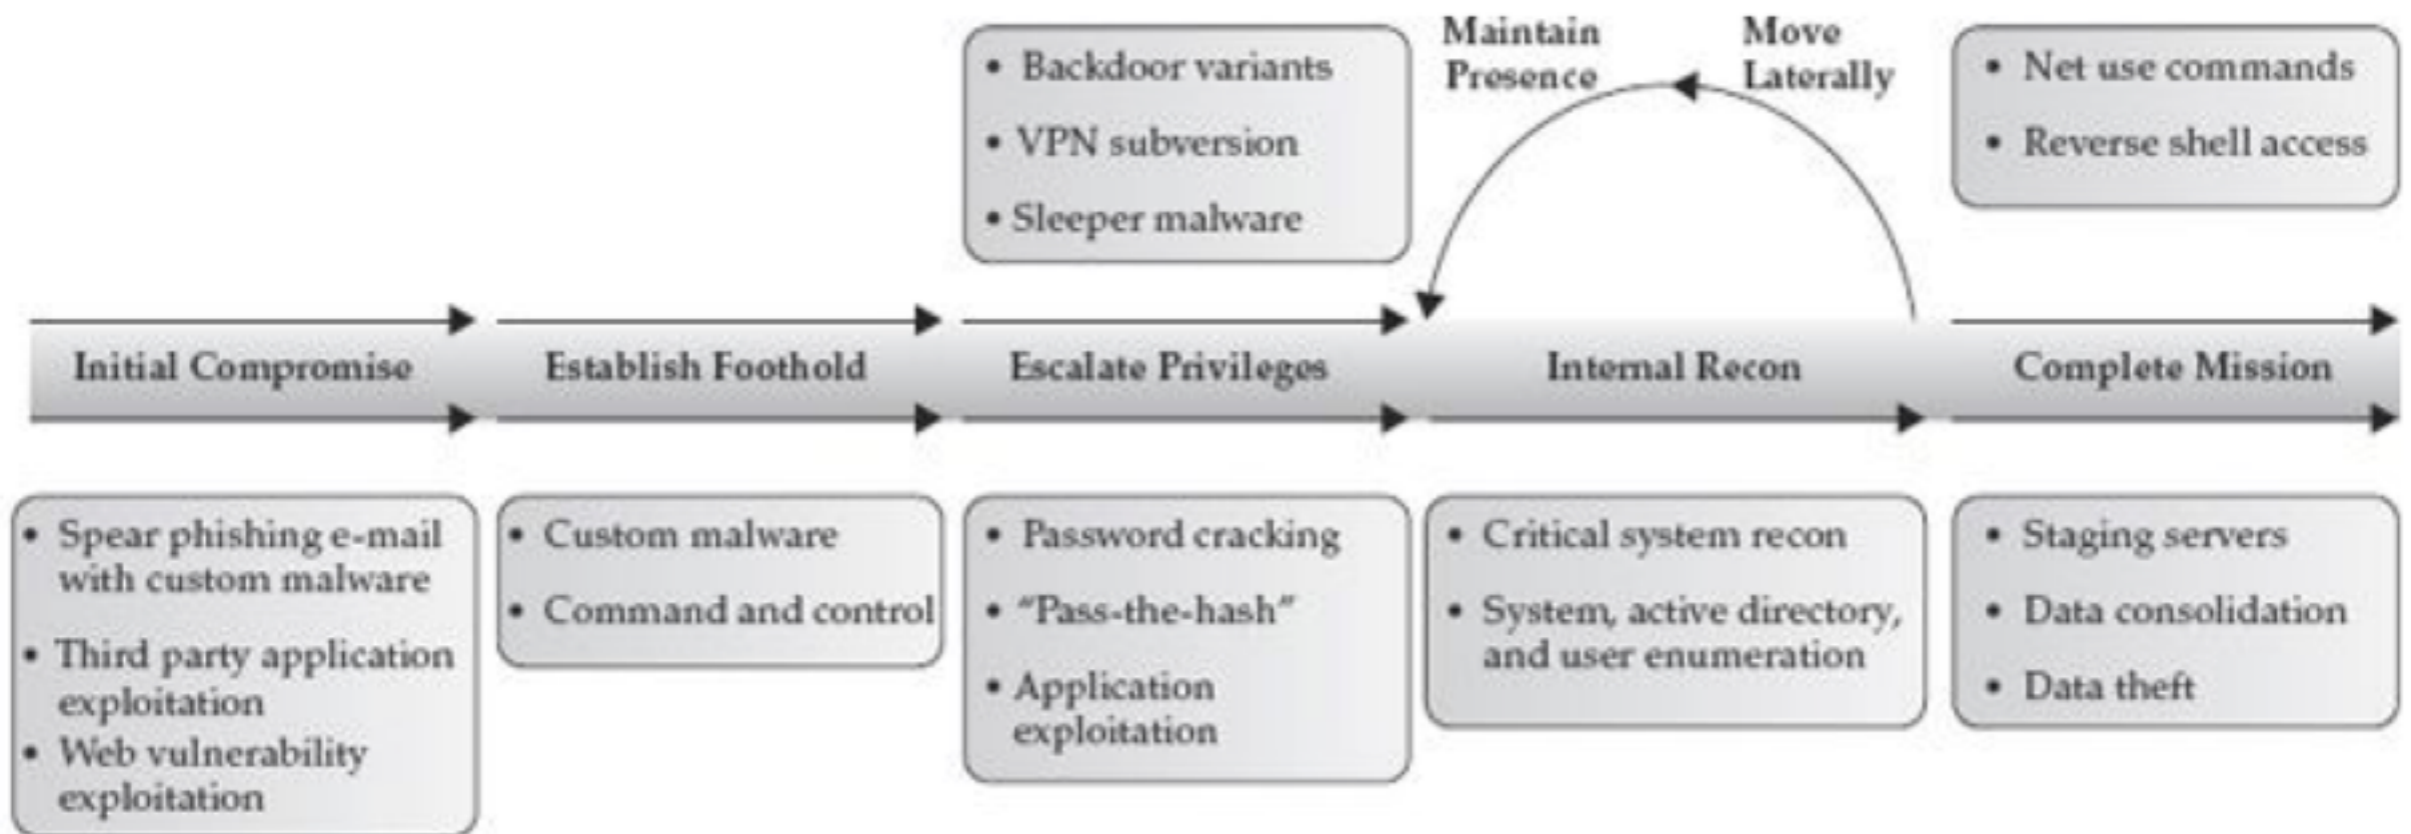 • Backdoor variants
• VPN subversion
• Sleeper malware
Maintain
Presence
Move
Laterally
• Net use commands
• Reverse shell access
Initial Compromise
Establish Foothold
Escalate Privileges
Internal Recon
Complete Mission
• Spear phishing e-mail
with custom malware
• Third party application
exploitation
• Web vulnerability
exploitation
• Custom malware
• Command and control
• Password cracking
• “Pass-the-hash”
• Application
exploitation
• Critical system recon
• System, active directory,
and user enumeration
• Staging servers
• Data consolidation
• Data theft